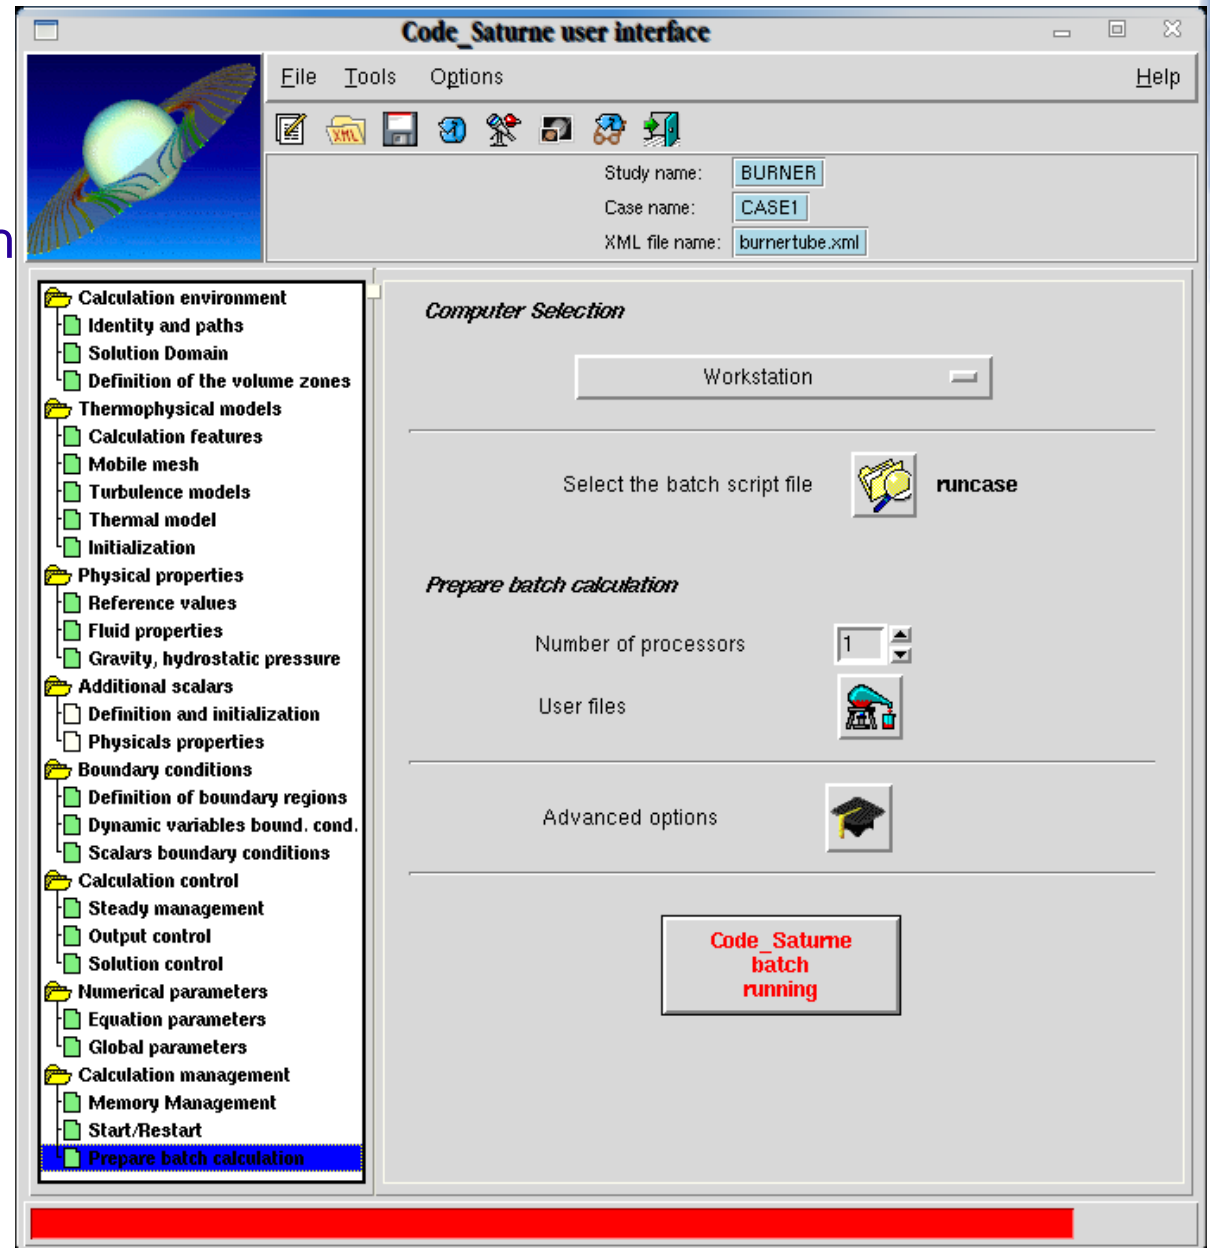 Code_Saturne user interface
File Tools Options Help
XML
Study name: BURNER
Case name: CASE1
XML file name: burnertube.xml
n
Calculation environment
Identity and paths
Solution Domain
Definition of the volume zones
Thermophysical models
Calculation features
Mobile mesh
Turbulence models
Thermal model
Initialization
Physical properties
Reference values
Fluid properties
Gravity, hydrostatic pressure
Additional scalars
Definition and initialization
Physicals properties
Boundary conditions
Definition of boundary regions
Dynamic variables bound. cond.
Scalars boundary conditions
Calculation control
Steady management
Output control
Solution control
Numerical parameters
Equation parameters
Global parameters
Calculation management
Memory Management
Start/Restart
Prepare batch calculation
Computer Selection
Workstation
Select the batch script file runcase
Prepare batch calculation
Number of processors 1
User files
Advanced options
Code_Saturne
batch
running